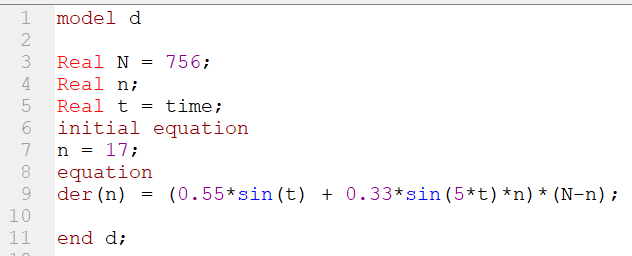 1 model d
2
3 Real N = 756;
4 Real n;
5 Real t = time;
6 initial equation
7 n = 17;
8 equation
9 der(n) = (0.55*sin(t) + 0.33*sin(5*t)*n)*(N-n);
10
11 end d;